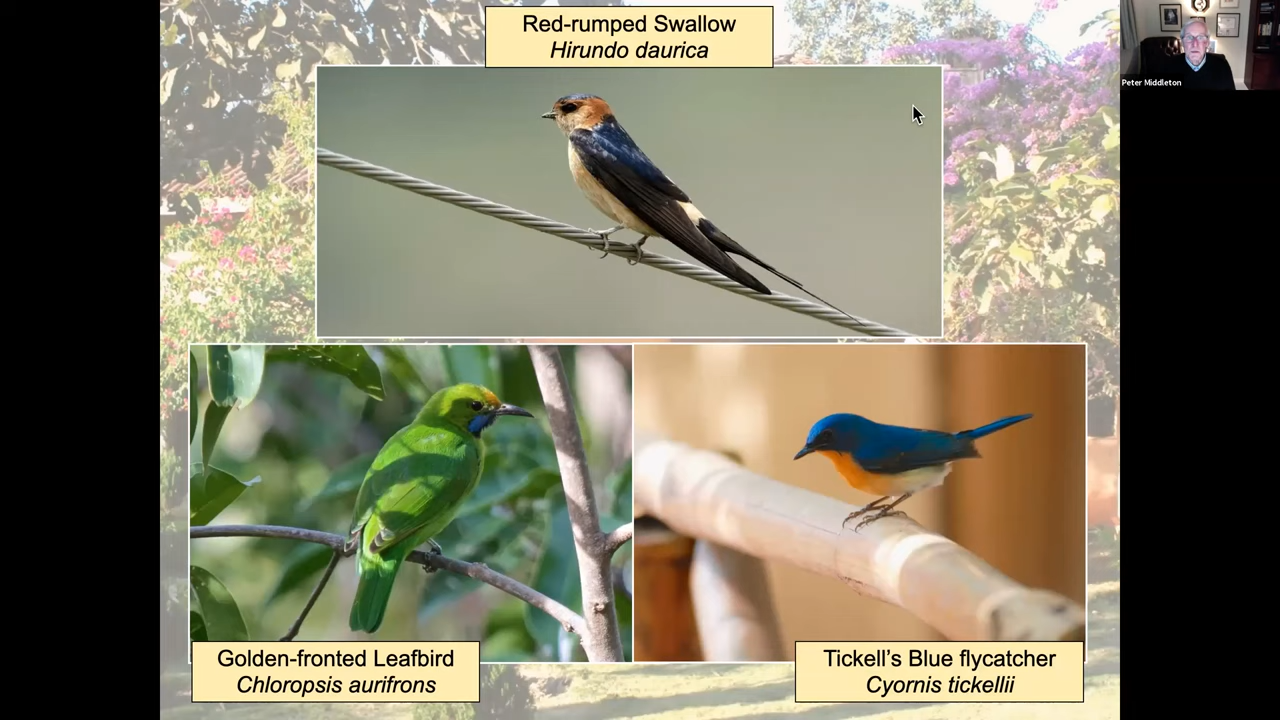 Red-rumped Swallow
Hirundo daurica
Peter Middleton
Golden-fronted Leafbird
Chloropsis aurifrons
Tickell’s Blue flycatcher
Cyornis tickellii